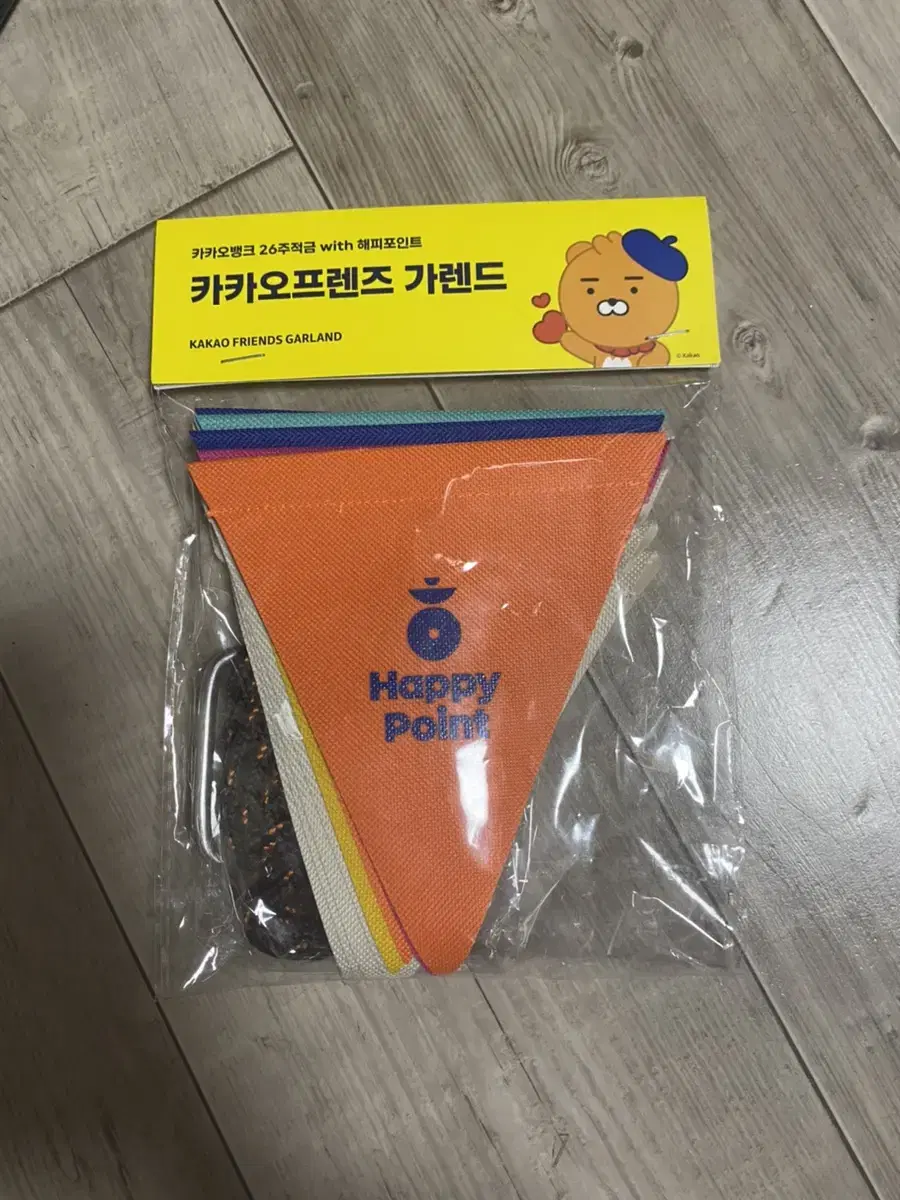 카카오뱅크 26주적금 with 해피포인트
카카오프렌즈 가렌드
KAKAO FRIENDS GARLAND
© Kakao
Happy
Point